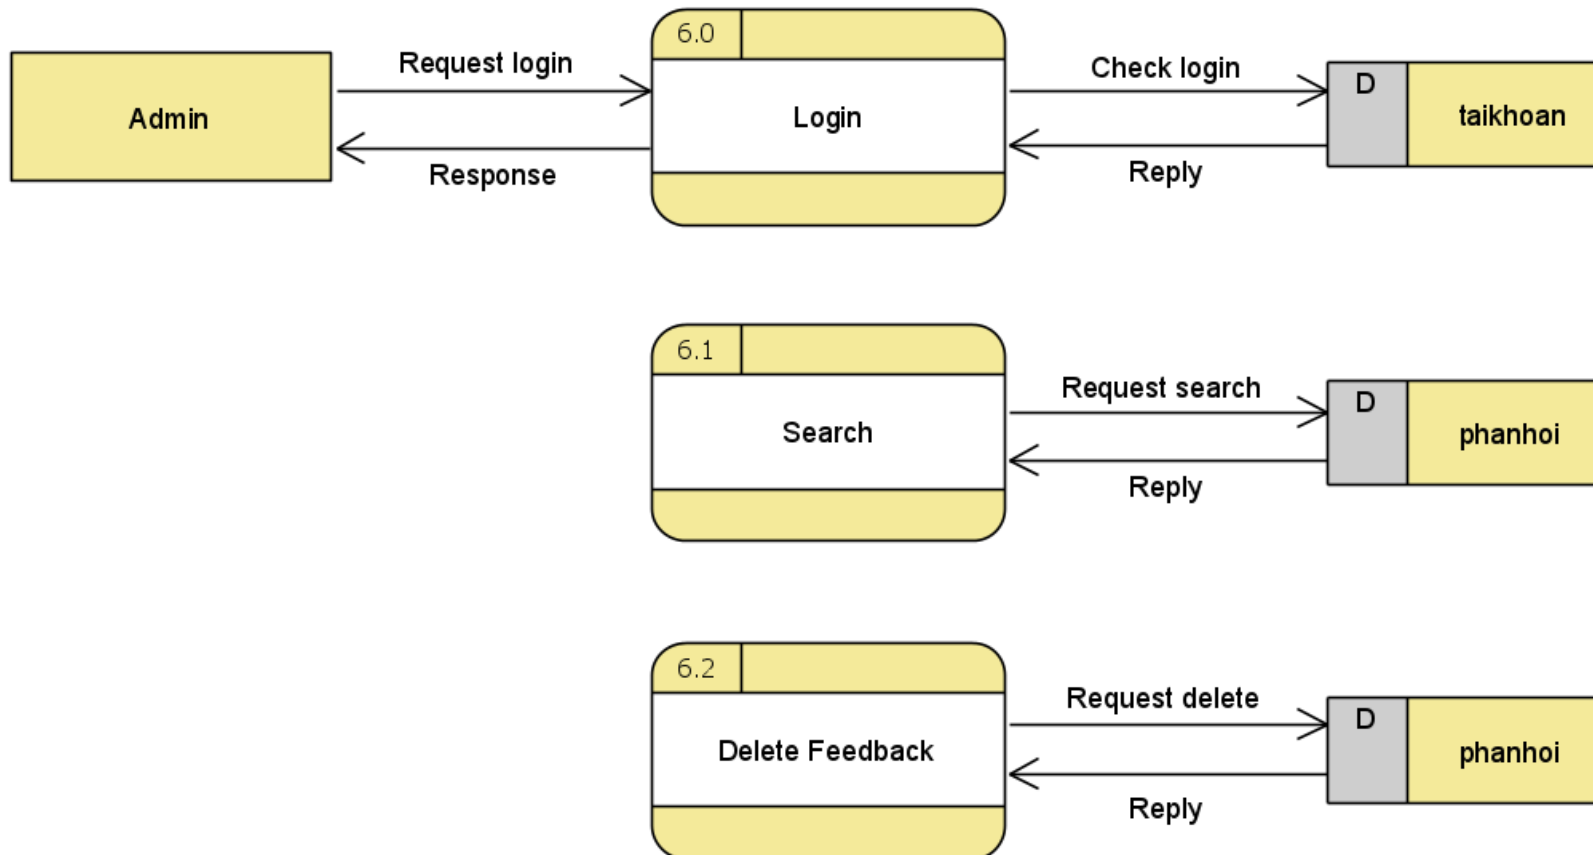 6.0
Request login
Check login
D
Admin
Login
taikhoan
Response
Reply
6.1
Request search
D
Search
phanhoi
Reply
6.2
Request delete
D
Delete Feedback
phanhoi
Reply